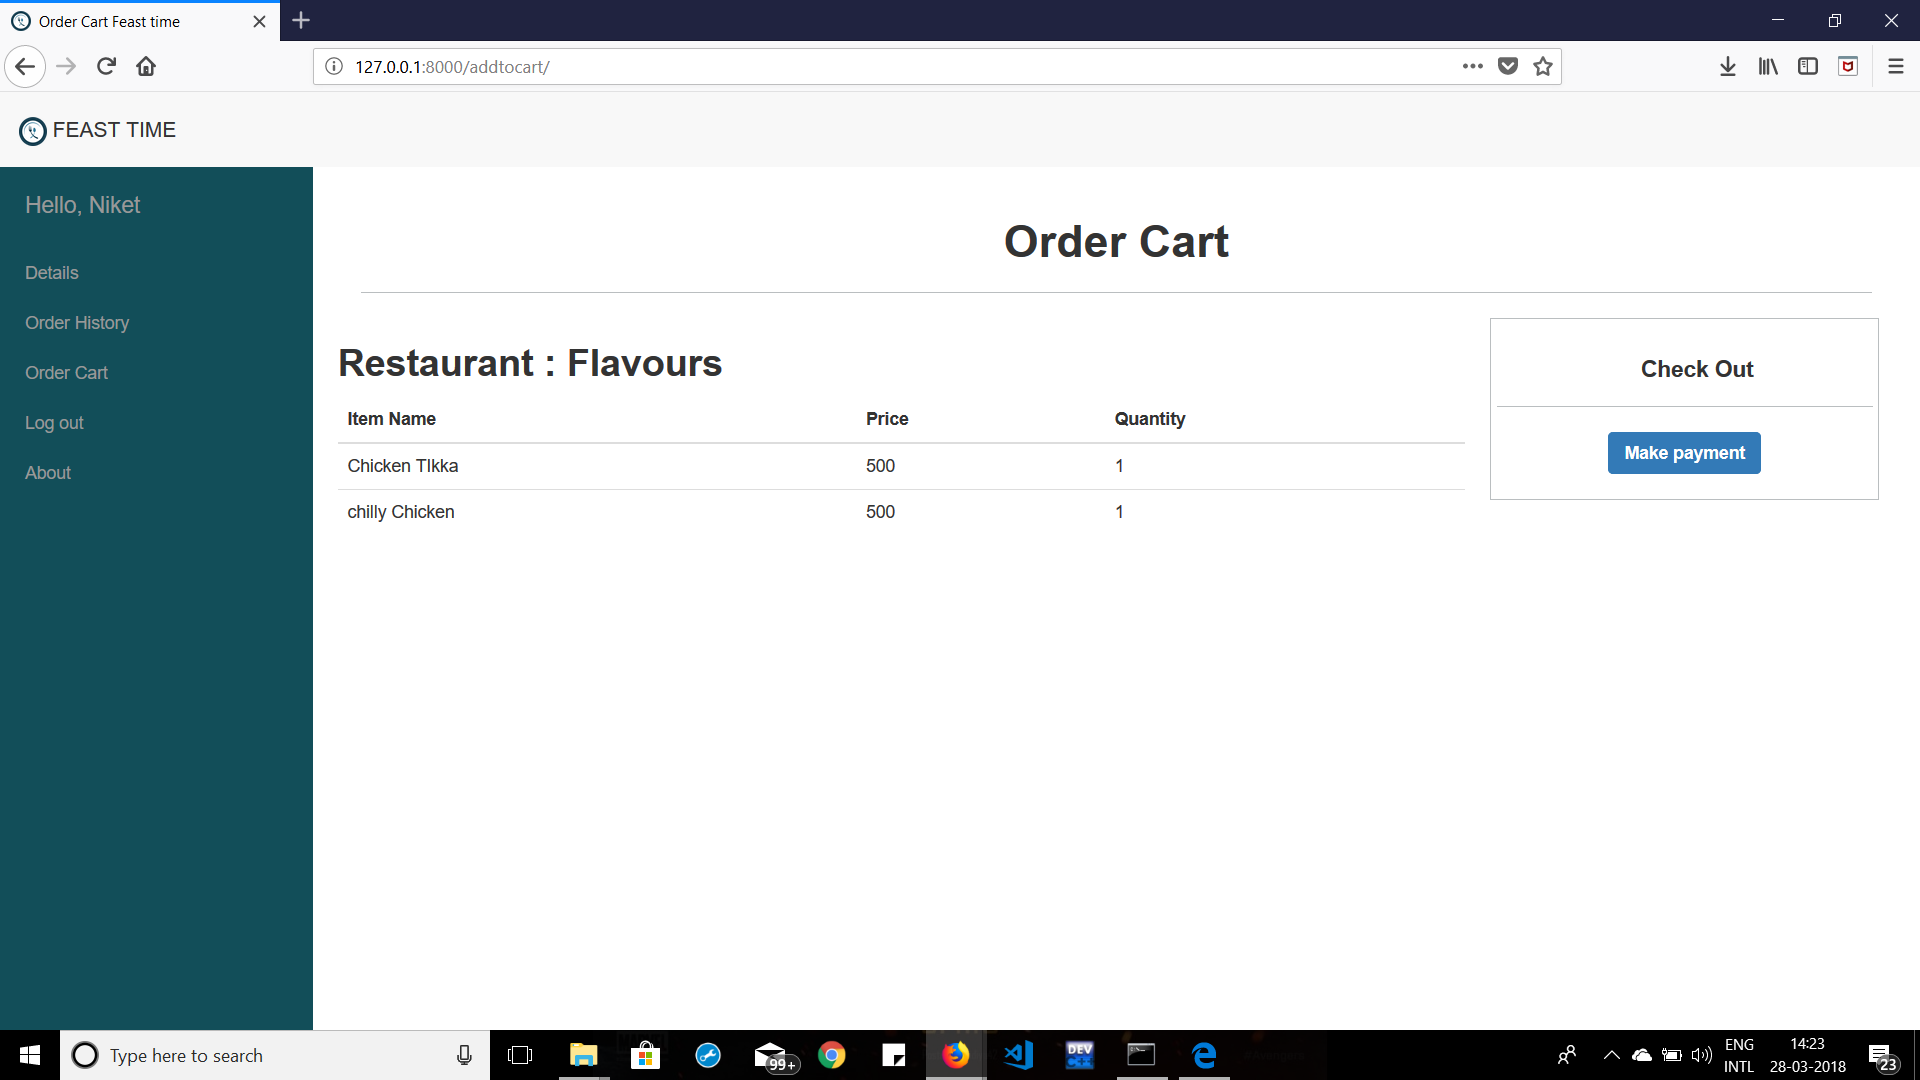 Order Cart Feast time
127.0.0.1:8000/addtocart/
FEAST TIME
Hello, Niket
Details
Order History
Order Cart
Log out
About
Order Cart
Restaurant : Flavours
Item Name Price Quantity
Chicken TIkka 500 1
chilly Chicken 500 1
Check Out
Make payment
Type here to search
99+
DEV
C++
ENG
INTL
14:23
28-03-2018
23